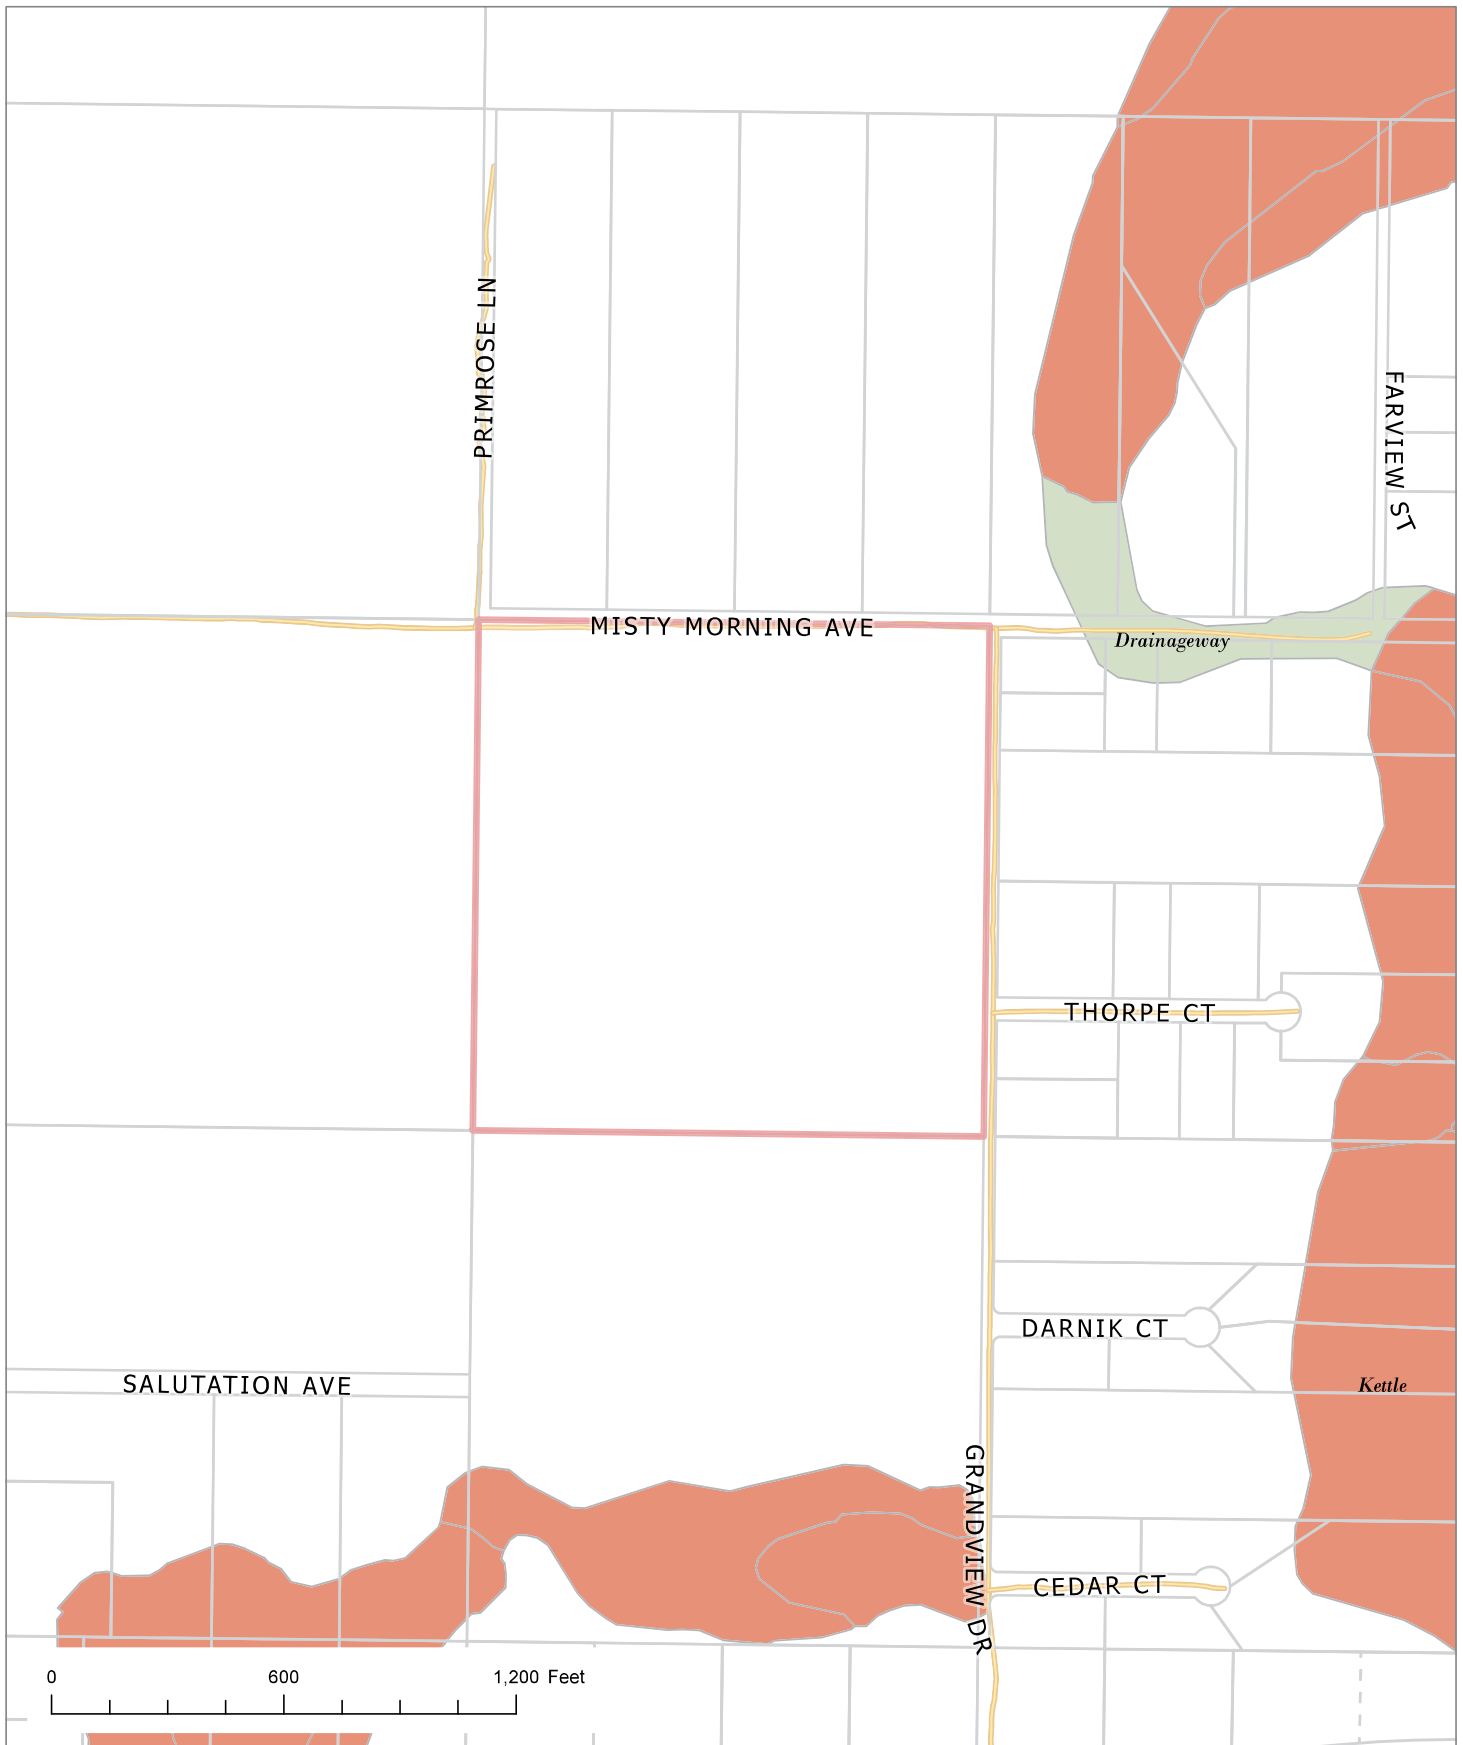 PRIMROSE LN
FARVIEW ST
MISTY MORNING AVE
Drainageway
THORPE CT
DARNIK CT
SALUTATION AVE
Kettle
GRANDVIEW DR
CEDAR CT
0 600 1,200 Feet